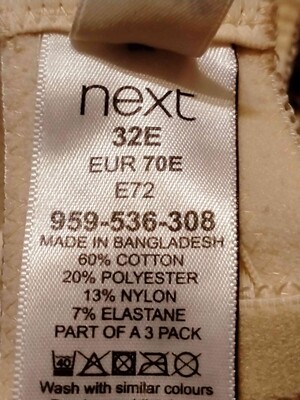 next
32E
EUR 70E
E72
959-536-308
MADE IN BANGLADESH
60% COTTON
20% POLYESTER
13% NYLON
7% ELASTANE
PART OF A 3 PACK
40
Wash with similar colours